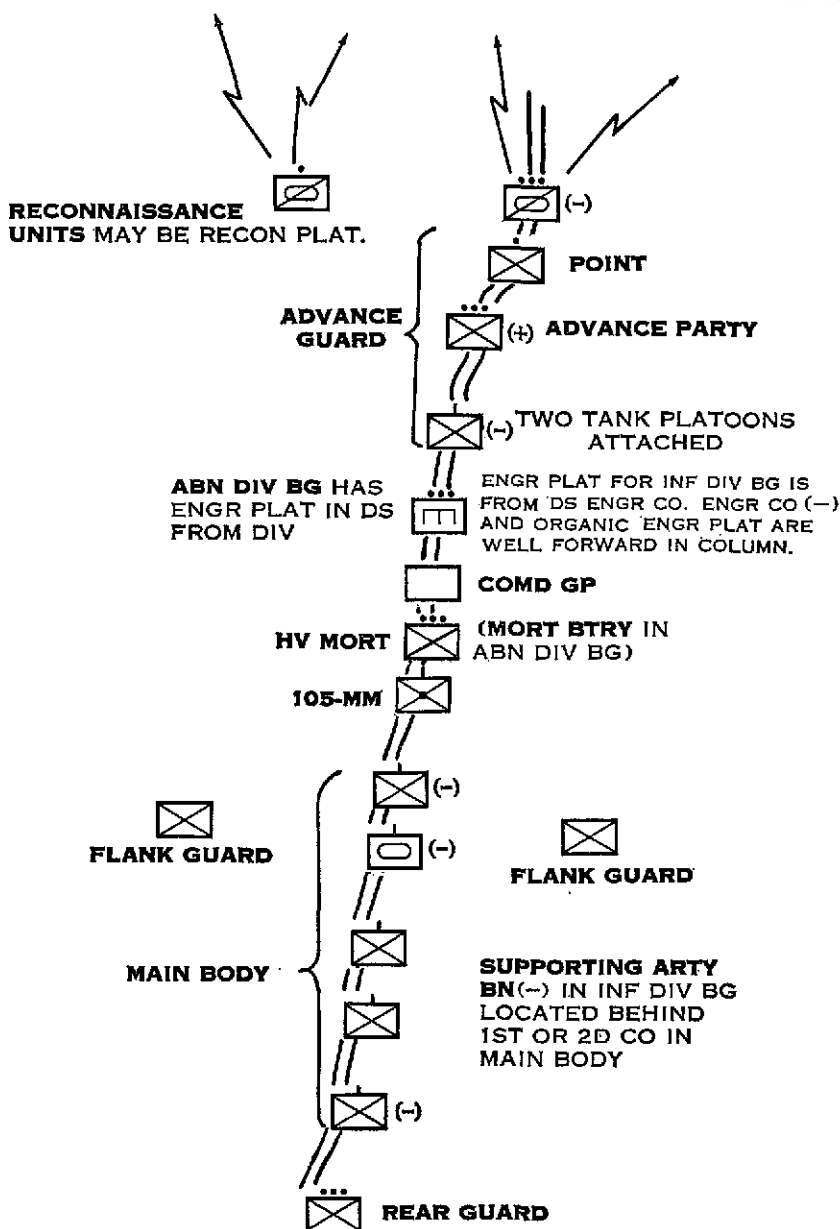 (-)
RECONNAISSANCE
UNITS MAY BE RECON PLAT.
POINT
ADVANCE
GUARD
(+) ADVANCE PARTY
(-) TWO TANK PLATOONS
ATTACHED
ABN DIV BG HAS
ENGR PLAT IN DS
FROM DIV
ENGR PLAT FOR INF DIV BG IS
FROM DS ENGR CO. ENGR CO (-)
AND ORGANIC ENGR PLAT ARE
WELL FORWARD IN COLUMN.
COMD GP
HV MORT
(MORT BTRY IN
ABN DIV BG)
105-MM
(-)
FLANK GUARD
(-)
FLANK GUARD
MAIN BODY
SUPPORTING ARTY
BN(-) IN INF DIV BG
LOCATED BEHIND
1ST OR 2D CO IN
MAIN BODY
(-)
REAR GUARD